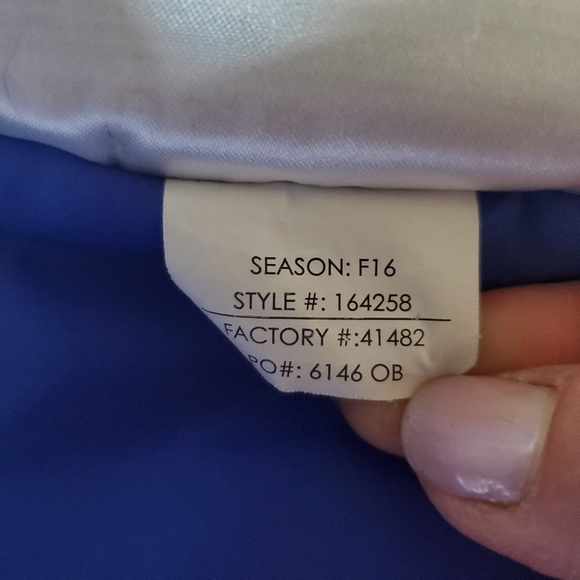 SEASON: F16
STYLE #: 164258
FACTORY #:41482
PO#: 6146 OB